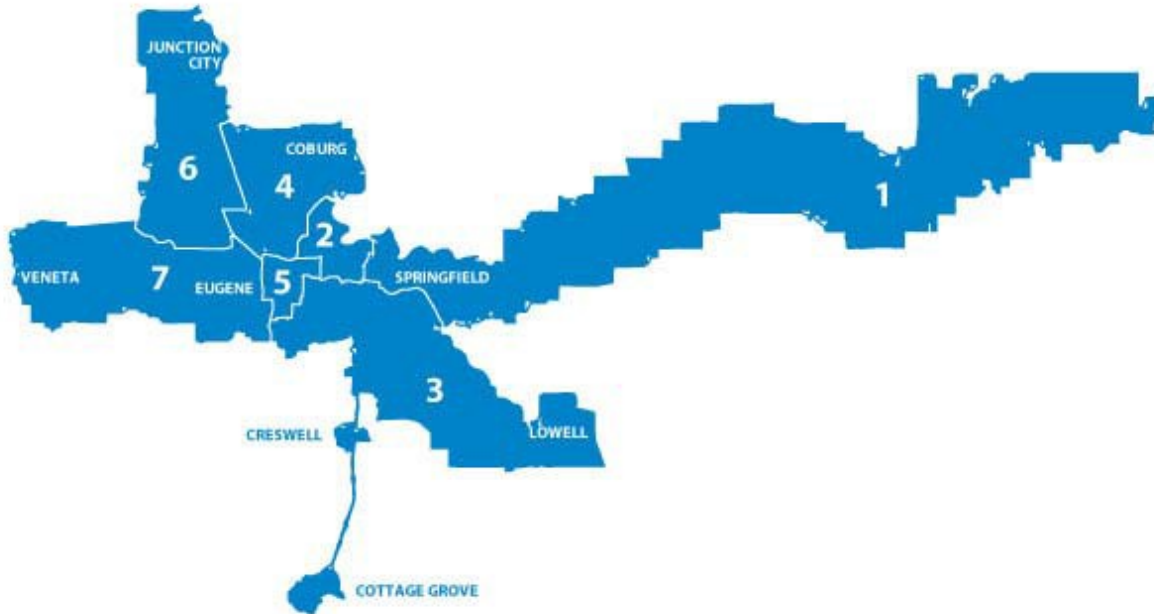 JUNCTION
CITY
COBURG
6
4
1
2
VENETA
7
EUGENE
5
SPRINGFIELD
3
CRESWELL
LOWELL
COTTAGE GROVE